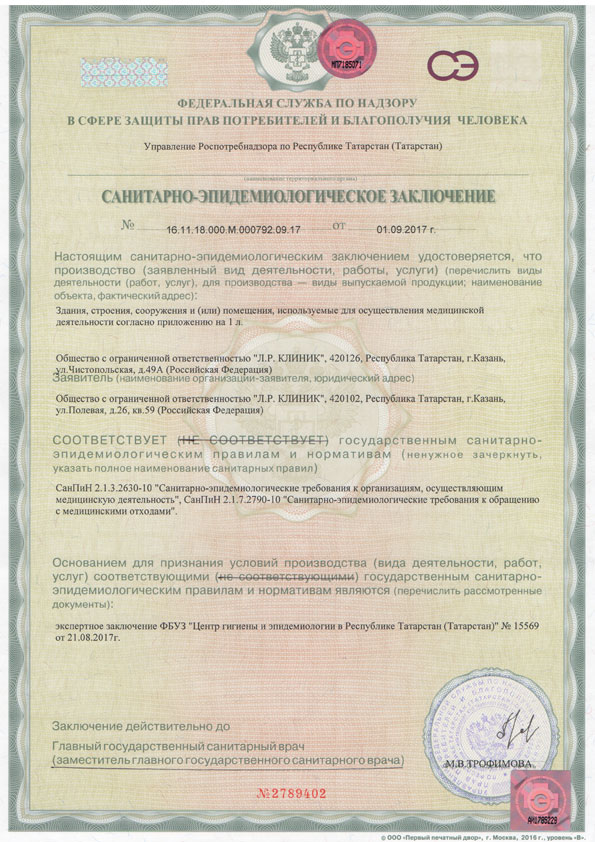 МП7185071
СЭ
ФЕДЕРАЛЬНАЯ СЛУЖБА ПО НАДЗОРУ
В СФЕРЕ ЗАЩИТЫ ПРАВ ПОТРЕБИТЕЛЕЙ И БЛАГОПОЛУЧИЯ ЧЕЛОВЕКА
Управление Роспотребнадзора по Республике Татарстан (Татарстан)
(наименование территориального органа)
САНИТАРНО-ЭПИДЕМИОЛОГИЧЕСКОЕ ЗАКЛЮЧЕНИЕ
№ 16.11.18.000.М.000792.09.17 от 01.09.2017 г.
Настоящим санитарно-эпидемиологическим заключением удостоверяется, что
производство (заявленный вид деятельности, работы, услуги) (перечислить виды
деятельности (работ, услуг), для производства — виды выпускаемой продукции; наименование
объекта, фактический адрес):
Здания, строения, сооружения и (или) помещения, используемые для осуществления медицинской
деятельности согласно приложению на 1 л.
Общество с ограниченной ответственностью "Л.Р. КЛИНИК", 420126, Республика Татарстан, г.Казань,
ул.Чистопольская, д.49А (Российская Федерация)
Заявитель (наименование организации-заявителя, юридический адрес)
Общество с ограниченной ответственностью "Л.Р. КЛИНИК", 420102, Республика Татарстан, г.Казань,
ул.Полевая, д.26, кв.59 (Российская Федерация)
СООТВЕТСТВУЕТ (НЕ СООТВЕТСТВУЕТ) государственным санитарно-
эпидемиологическим правилам и нормативам (ненужное зачеркнуть,
указать полное наименование санитарных правил)
СанПиН 2.1.3.2630-10 "Санитарно-эпидемиологические требования к организациям, осуществляющим
медицинскую деятельность", СанПиН 2.1.7.2790-10 "Санитарно-эпидемиологические требования к обращению
с медицинскими отходами".
Основанием для признания условий производства (вида деятельности, работ,
услуг) соответствующими (не соответствующими) государственным санитарно-
эпидемиологическим правилам и нормативам являются (перечислить рассмотренные
документы):
экспертное заключение ФБУЗ "Центр гигиены и эпидемиологии в Республике Татарстан (Татарстан)" № 15569
от 21.08.2017г.
Заключение действительно до
Главный государственный санитарный врач
(заместитель главного государственного санитарного врача)
М.В.ТРОФИМОВА
№2789402
АМ1785229
© ООО «Первый печатный двор», г. Москва, 2016 г., уровень «В».